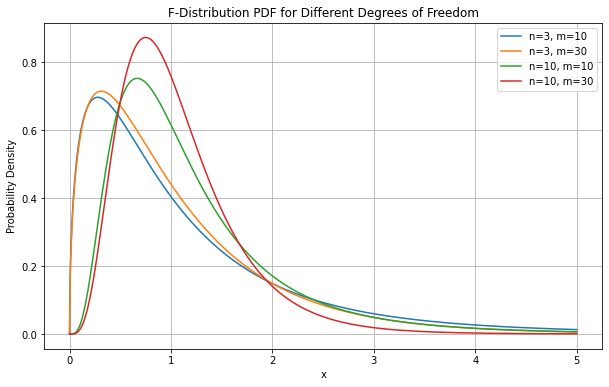 F-Distribution PDF for Different Degrees of Freedom
n=3, m=10
n=3, m=30
n=10, m=10
n=10, m=30
Probability Density
0.8
0.6
0.4
0.2
0.0
0
1
2
3
4
5
x